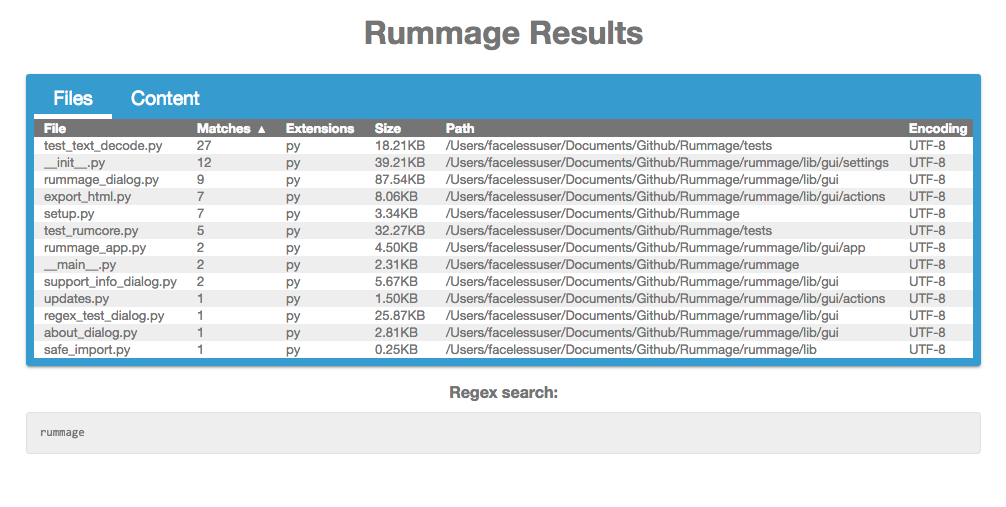 Rummage Results
Files Content
File Matches ▲ Extensions Size Path Encoding
test_text_decode.py 27 py 18.21KB /Users/facelessuser/Documents/Github/Rummage/tests UTF-8
__init__.py 12 py 39.21KB /Users/facelessuser/Documents/Github/Rummage/rummage/lib/gui/settings UTF-8
rummage_dialog.py 9 py 87.54KB /Users/facelessuser/Documents/Github/Rummage/rummage/lib/gui UTF-8
export_html.py 7 py 8.06KB /Users/facelessuser/Documents/Github/Rummage/rummage/lib/gui/actions UTF-8
setup.py 7 py 3.34KB /Users/facelessuser/Documents/Github/Rummage UTF-8
test_rumcore.py 5 py 32.27KB /Users/facelessuser/Documents/Github/Rummage/tests UTF-8
rummage_app.py 2 py 4.50KB /Users/facelessuser/Documents/Github/Rummage/rummage/lib/gui/app UTF-8
__main__.py 2 py 2.31KB /Users/facelessuser/Documents/Github/Rummage/rummage UTF-8
support_info_dialog.py 2 py 5.67KB /Users/facelessuser/Documents/Github/Rummage/rummage/lib/gui UTF-8
updates.py 1 py 1.50KB /Users/facelessuser/Documents/Github/Rummage/rummage/lib/gui/actions UTF-8
regex_test_dialog.py 1 py 25.87KB /Users/facelessuser/Documents/Github/Rummage/rummage/lib/gui UTF-8
about_dialog.py 1 py 2.81KB /Users/facelessuser/Documents/Github/Rummage/rummage/lib/gui UTF-8
safe_import.py 1 py 0.25KB /Users/facelessuser/Documents/Github/Rummage/rummage/lib UTF-8
Regex search:
rummage